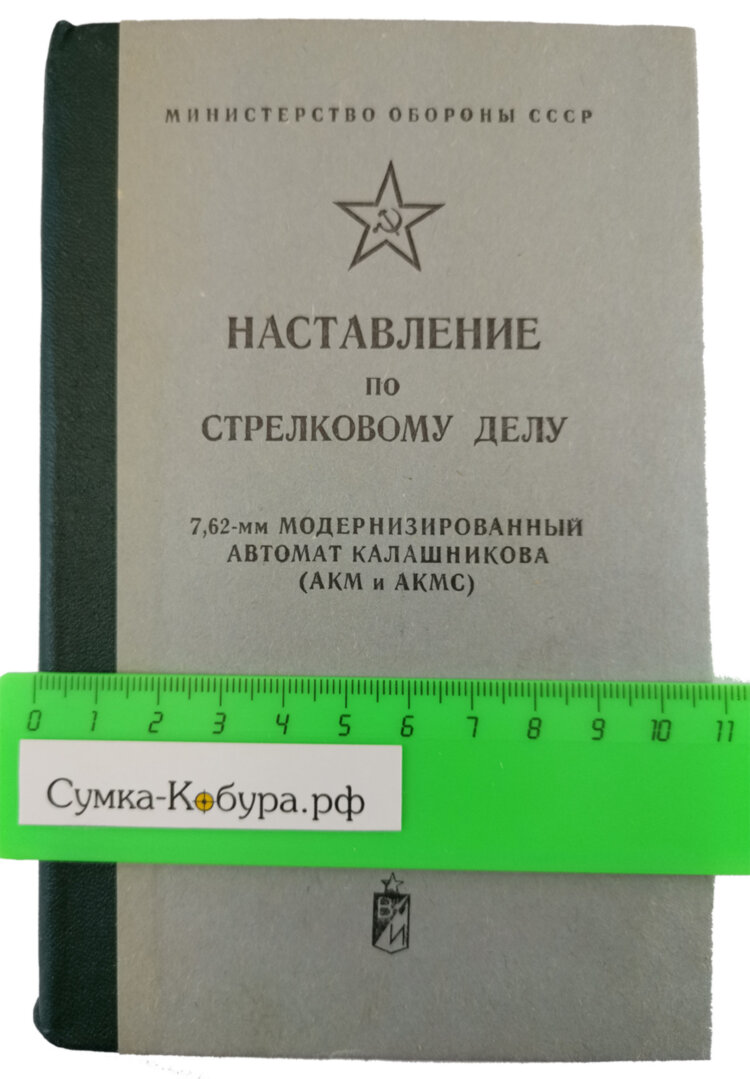 МИНИСТЕРСТВО ОБОРОНЫ СССР
НАСТАВЛЕНИЕ
ПО
СТРЕЛКОВОМУ ДЕЛУ
7,62-мм МОДЕРНИЗИРОВАННЫЙ
АВТОМАТ КАЛАШНИКОВА
(АКМ и АКМС)
0 1 2 3 4 5 6 7 8 9 10 11
Сумка-Кобура.рф
ВИ